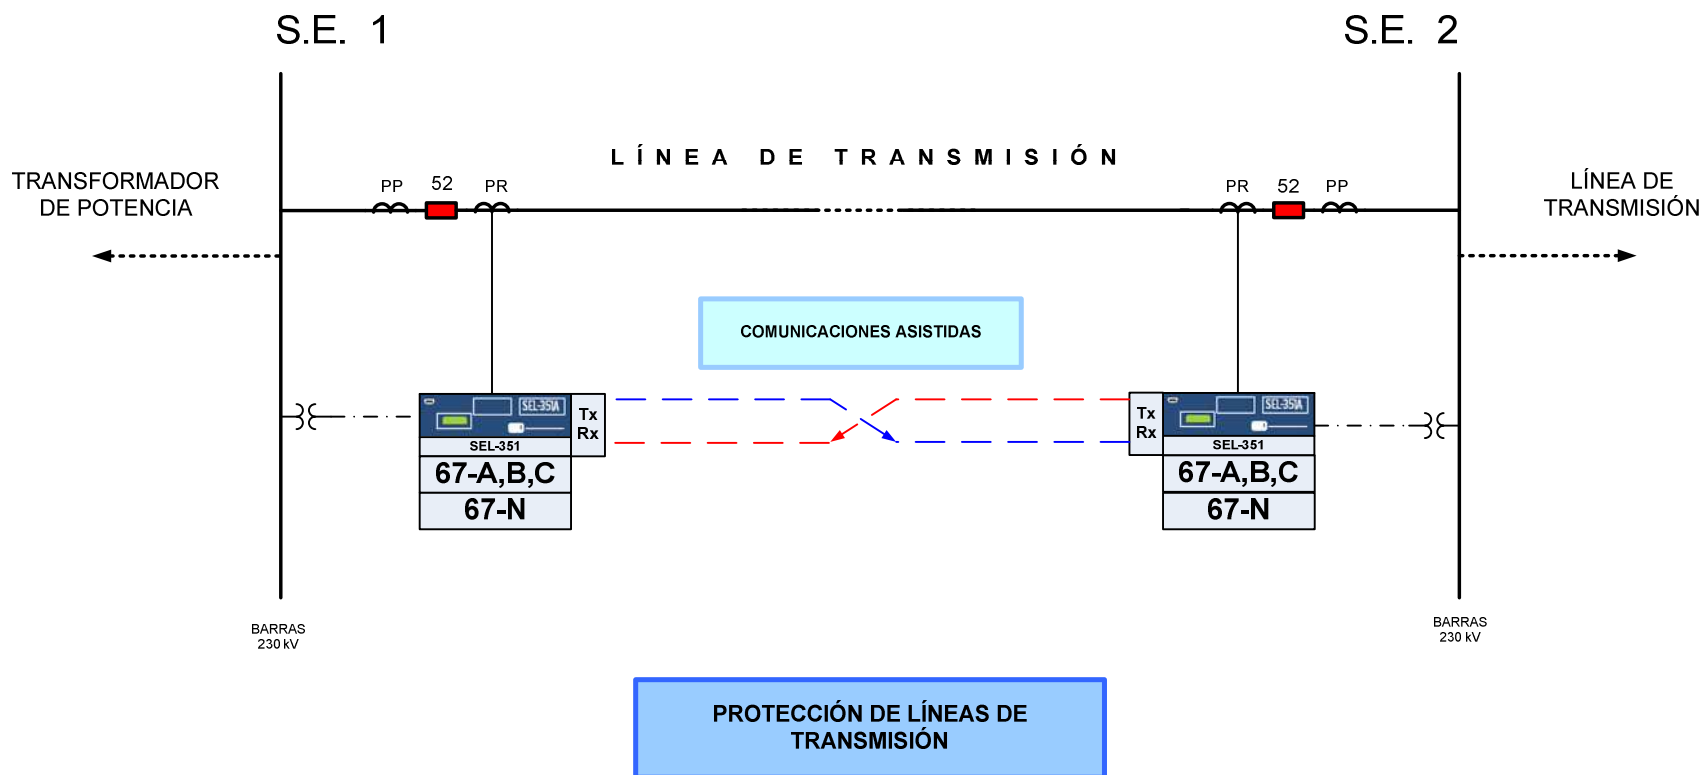 S.E. 1
S.E. 2
LÍNEA DE TRANSMISIÓN
TRANSFORMADOR
DE POTENCIA
PP
52
PR
PR
52
PP
LÍNEA DE
TRANSMISIÓN
COMUNICACIONES ASISTIDAS
SEL-351A
Tx
Rx
SEL-351
67-A,B,C
67-N
SEL-351A
Tx
Rx
SEL-351
67-A,B,C
67-N
BARRAS
230 kV
BARRAS
230 kV
PROTECCIÓN DE LÍNEAS DE
TRANSMISIÓN